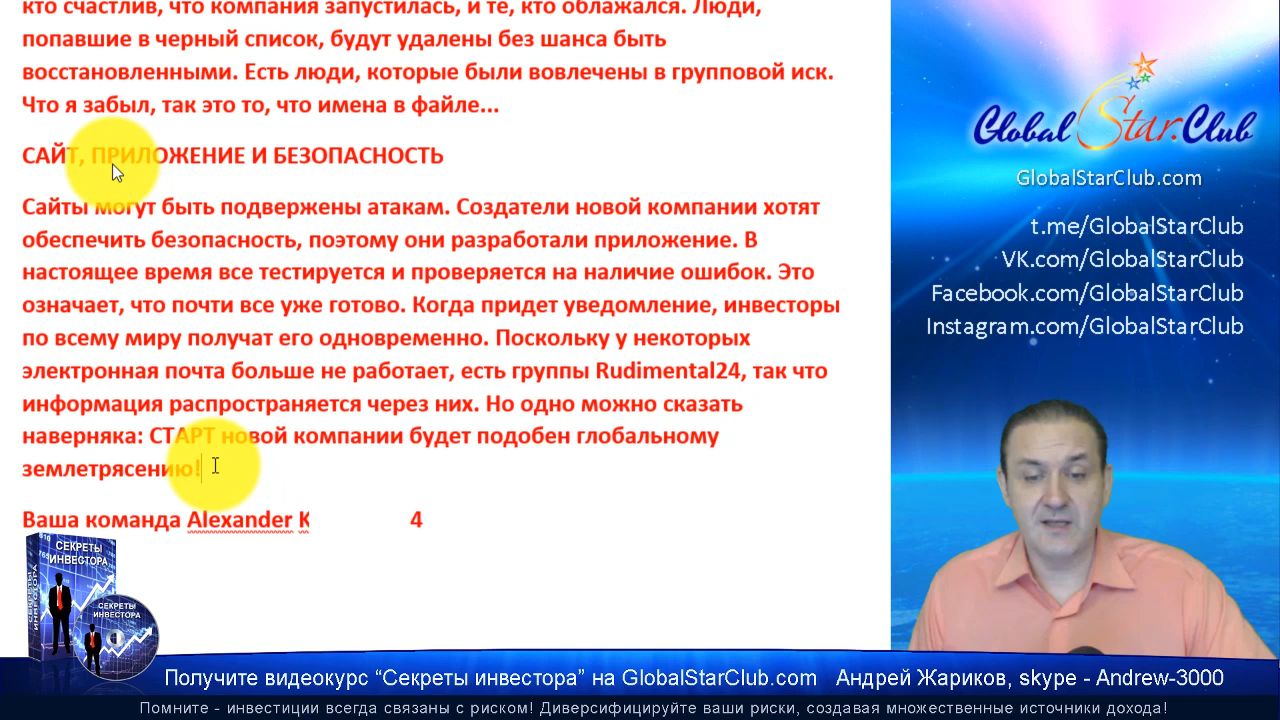 кто счастлив, что компания запустилась, и те, кто облажался. Люди,
попавшие в черный список, будут удалены без шанса быть
восстановленными. Есть люди, которые были вовлечены в групповой иск.
Что я забыл, так это то, что имена в файле...
САЙТ, ПРИЛОЖЕНИЕ И БЕЗОПАСНОСТЬ
Сайты могут быть подвержены атакам. Создатели новой компании хотят
обеспечить безопасность, поэтому они разработали приложение. В
настоящее время все тестируется и проверяется на наличие ошибок. Это
означает, что почти все уже готово. Когда придет уведомление, инвесторы
по всему миру получат его одновременно. Поскольку у некоторых
электронная почта больше не работает, есть группы Rudimental24, так что
информация распространяется через них. Но одно можно сказать
наверняка: СТАРТ новой компании будет подобен глобальному
землетрясению!
Ваша команда Alexander K 4
Global Star.Club
GlobalStarClub.com
t.me/GlobalStarClub
VK.com/GlobalStarClub
Facebook.com/GlobalStarClub
Instagram.com/GlobalStarClub
СЕКРЕТЫ
ИНВЕСТОРА
СЕКРЕТЫ ИНВЕСТОРА
СЕКРЕТЫ
ИНВЕСТОРА
Получите видеокурс “Секреты инвестора” на GlobalStarClub.com Андрей Жариков, skype - Andrew-3000
Помните - инвестиции всегда связаны с риском! Диверсифицируйте ваши риски, создавая множественные источники дохода!